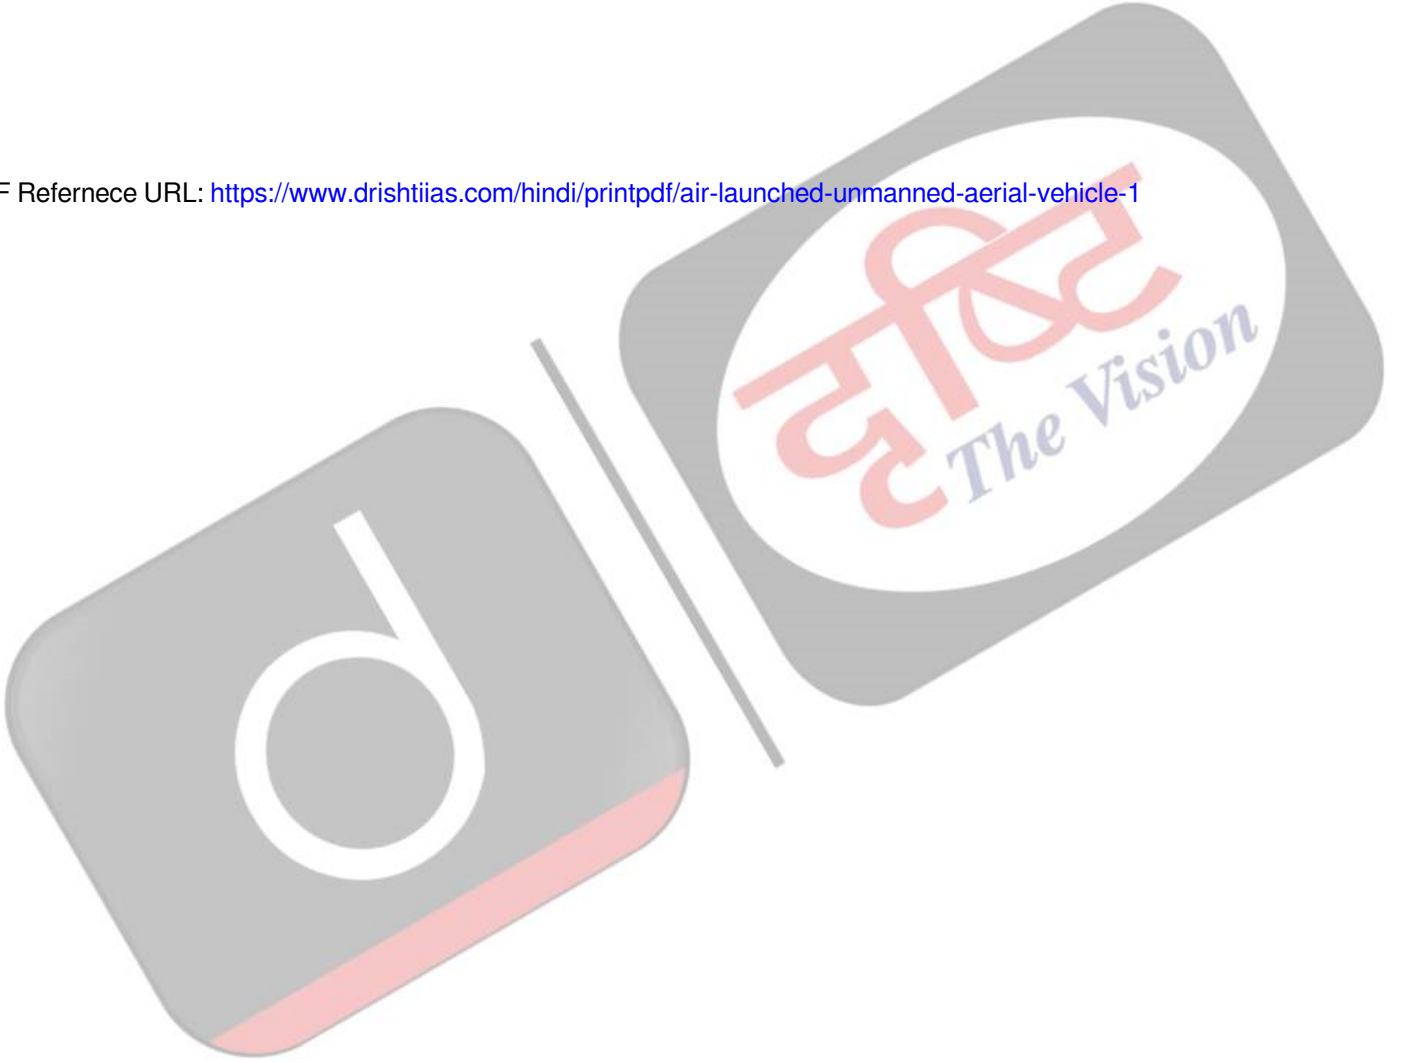 F Refernece URL: https://www.drishtiias.com/hindi/printpdf/air-launched-unmanned-aerial-vehicle-1
दृष्टि
The Vision
d